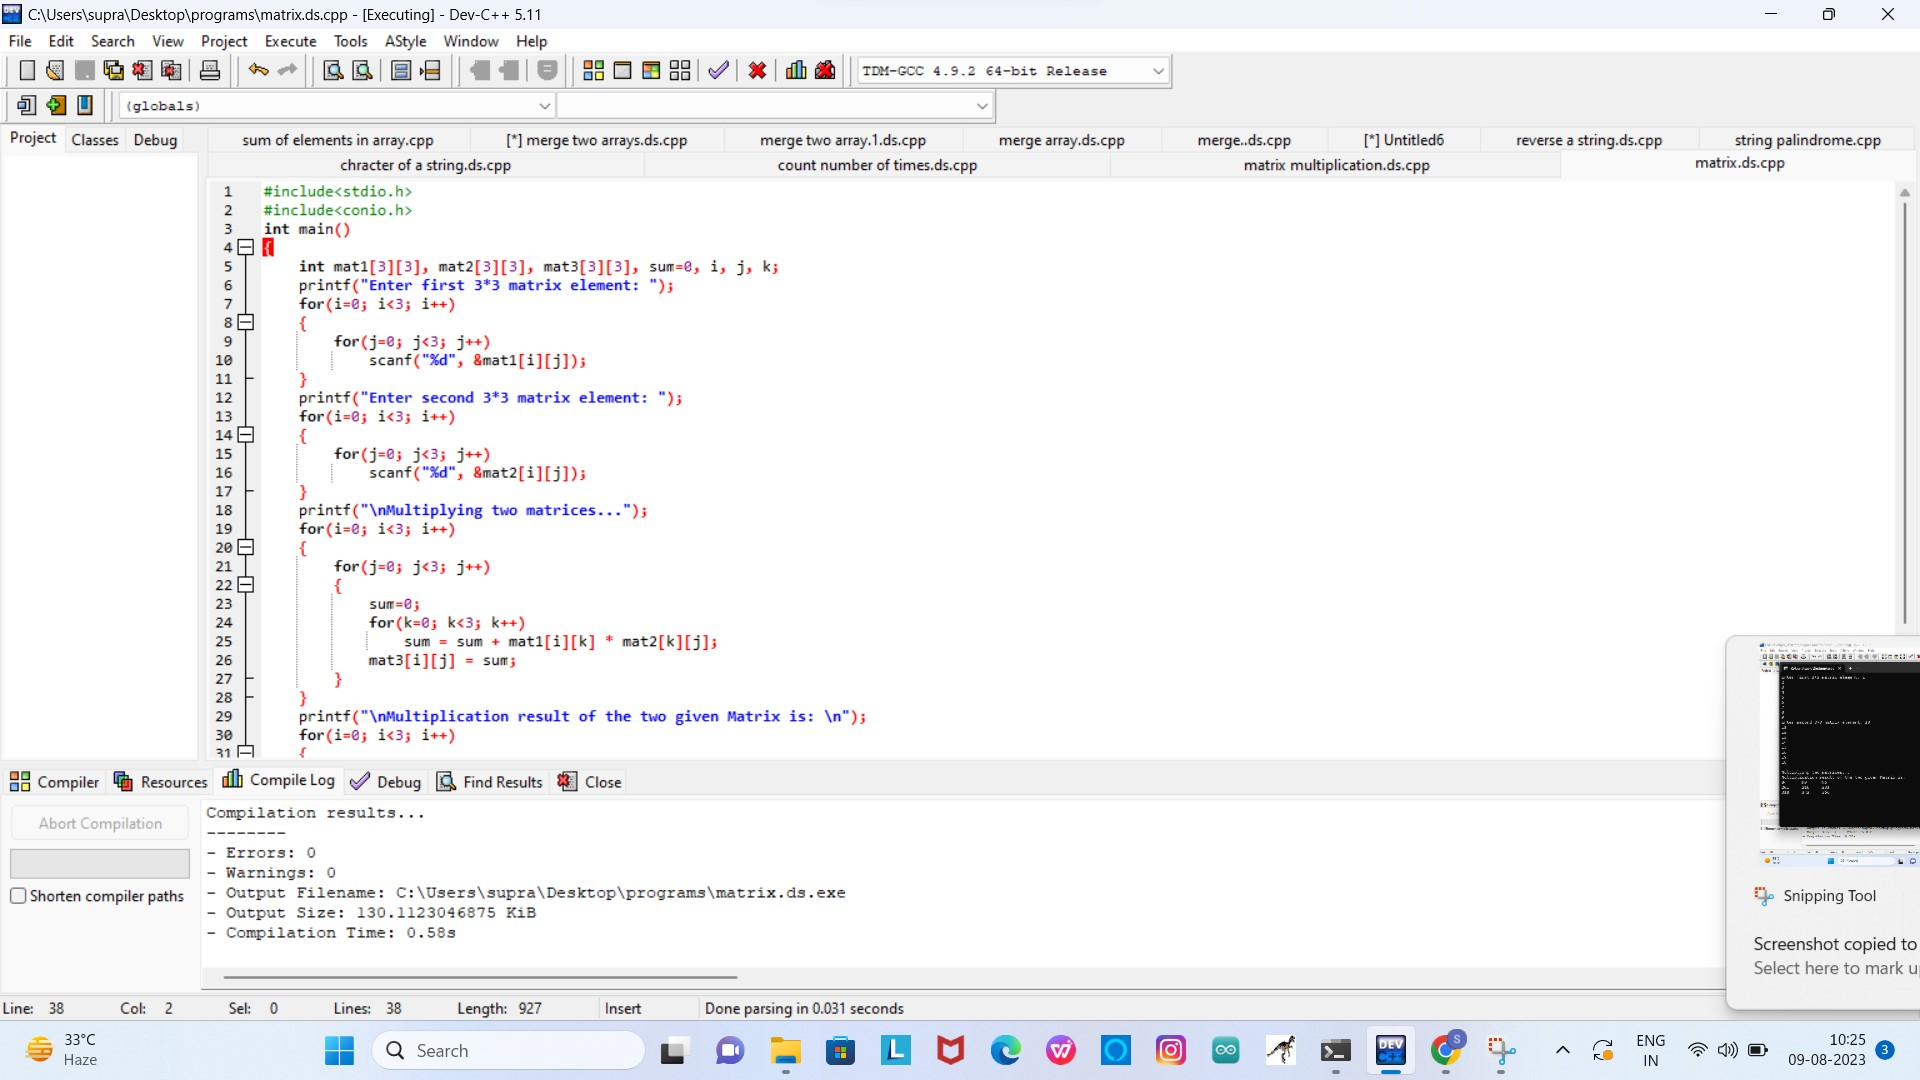 C:\Users\supra\Desktop\programs\matrix.ds.cpp - [Executing] - Dev-C++ 5.11
File Edit Search View Project Execute Tools AStyle Window Help
TDM-GCC 4.9.2 64-bit Release
(globals)
Project Classes Debug
sum of elements in array.cpp [*] merge two arrays.ds.cpp merge two array.1.ds.cpp merge array.ds.cpp merge..ds.cpp [*] Untitled6 reverse a string.ds.cpp string palindrome.cpp
chracter of a string.ds.cpp count number of times.ds.cpp matrix multiplication.ds.cpp matrix.ds.cpp
1 #include<stdio.h>
2 #include<conio.h>
3 int main()
4 {
5 int mat1[3][3], mat2[3][3], mat3[3][3], sum=0, i, j, k;
6 printf("Enter first 3*3 matrix element: ");
7 for(i=0; i<3; i++)
8 {
9 for(j=0; j<3; j++)
10 scanf("%d", &mat1[i][j]);
11 }
12 printf("Enter second 3*3 matrix element: ");
13 for(i=0; i<3; i++)
14 {
15 for(j=0; j<3; j++)
16 scanf("%d", &mat2[i][j]);
17 }
18 printf("\nMultiplying two matrices...");
19 for(i=0; i<3; i++)
20 {
21 for(j=0; j<3; j++)
22 {
23 sum=0;
24 for(k=0; k<3; k++)
25 sum = sum + mat1[i][k] * mat2[k][j];
26 mat3[i][j] = sum;
27 }
28 }
29 printf("\nMultiplication result of the two given Matrix is: \n");
30 for(i=0; i<3; i++)
31 {
Compiler Resources Compile Log Debug Find Results Close
Abort Compilation
Shorten compiler paths
Compilation results...
--------
- Errors: 0
- Warnings: 0
- Output Filename: C:\Users\supra\Desktop\programs\matrix.ds.exe
- Output Size: 130.1123046875 KiB
- Compilation Time: 0.58s
Snipping Tool
Screenshot copied to
Select here to mark u
Line: 38 Col: 2 Sel: 0 Lines: 38 Length: 927 Insert Done parsing in 0.031 seconds
33°C
Haze
Search
DEV
S
ENG
IN
10:25
09-08-2023
3